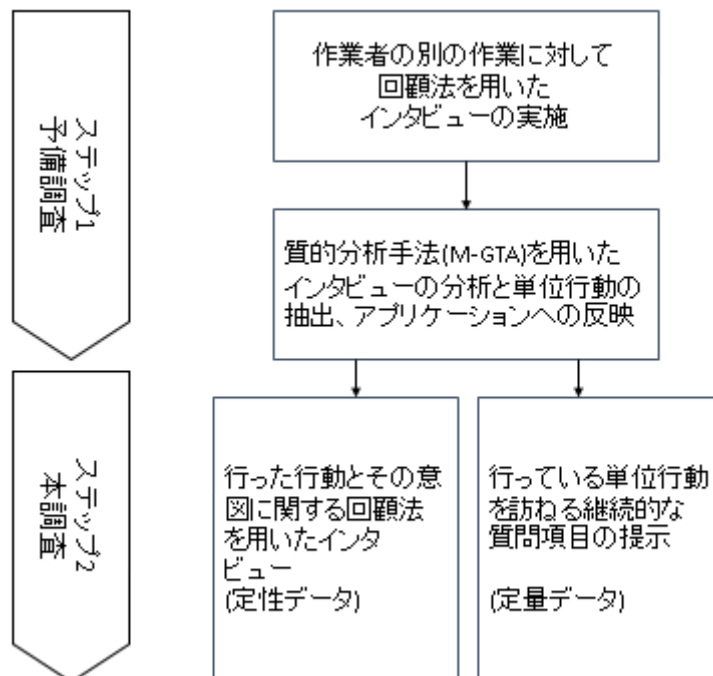 ステップ1
予備調査
作業者の別の作業に対して
回顧法を用いた
インタビューの実施
質的分析手法(M-GTA)を用いた
インタビューの分析と単位行動の
抽出、アプリケーションへの反映
ステップ2
本調査
行った行動とその意
図に関する回顧法
を用いたインタ
ビュー
(定性データ)
行っている単位行動
を訪ねる継続的な
質問項目の提示
(定量データ)